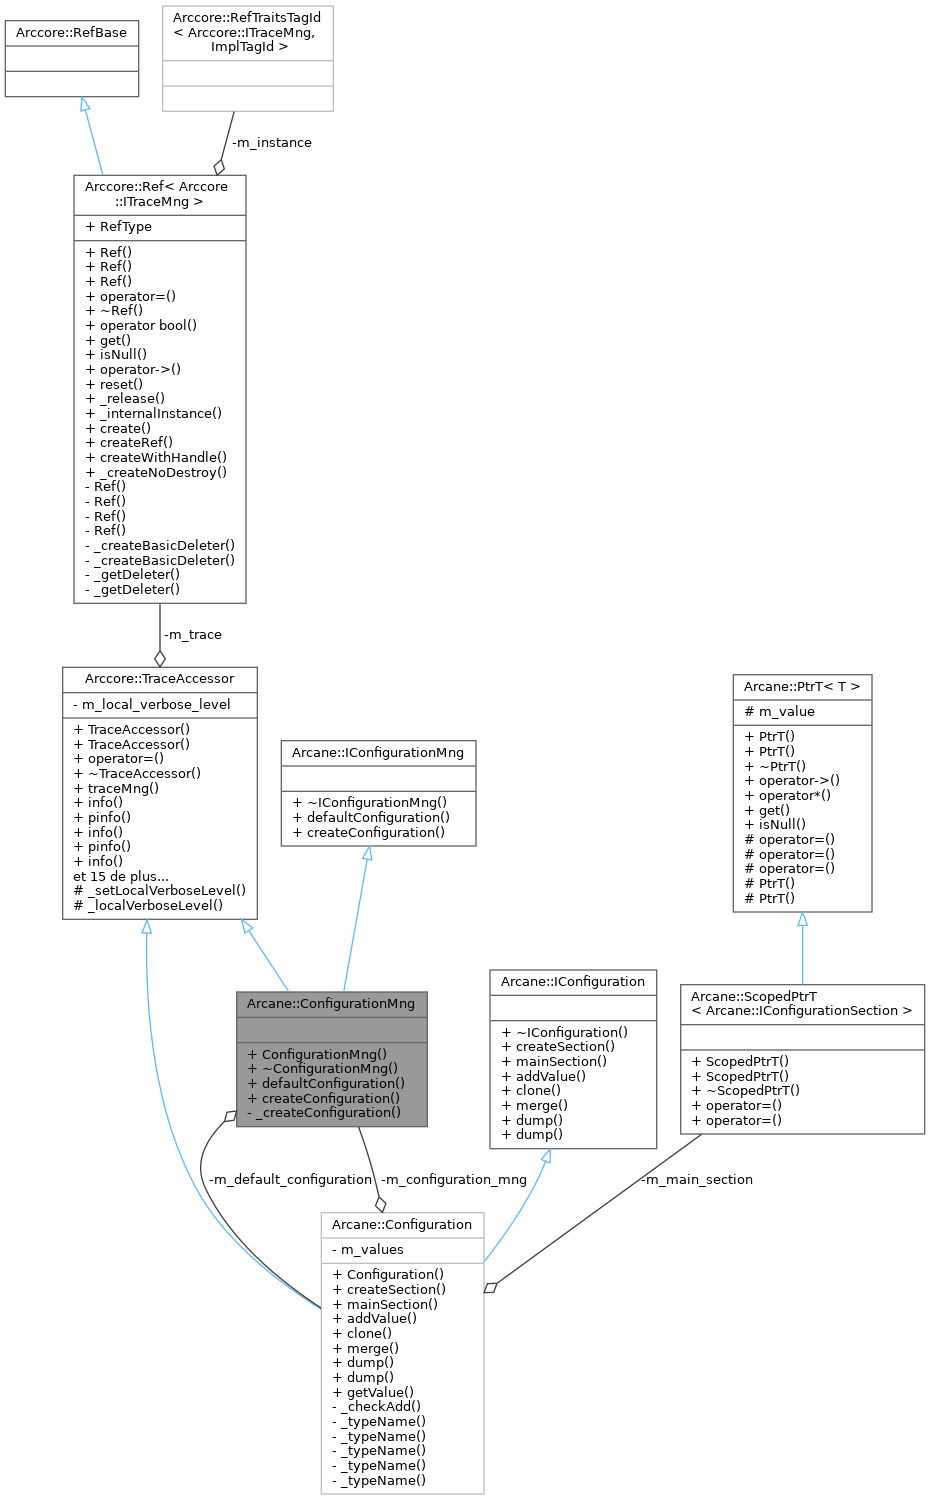 Arccore::RefBase
Arccore::RefTraitsTagId
< Arccore::ITraceMng,
ImplTagId >
-m_instance
Arccore::Ref< Arccore
::ITraceMng >
+ RefType
+ Ref()
+ Ref()
+ Ref()
+ operator=()
+ ~Ref()
+ operator bool()
+ get()
+ isNull()
+ operator->()
+ reset()
+ _release()
+ _internalInstance()
+ create()
+ createRef()
+ createWithHandle()
+ _createNoDestroy()
- Ref()
- Ref()
- Ref()
- Ref()
- _createBasicDeleter()
- _createBasicDeleter()
- _getDeleter()
- _getDeleter()
-m_trace
Arccore::TraceAccessor
- m_local_verbose_level
+ TraceAccessor()
+ TraceAccessor()
+ operator=()
+ ~TraceAccessor()
+ traceMng()
+ info()
+ pinfo()
+ info()
+ pinfo()
+ info()
et 15 de plus...
# _setLocalVerboseLevel()
# _localVerboseLevel()
Arcane::IConfigurationMng
+ ~IConfigurationMng()
+ defaultConfiguration()
+ createConfiguration()
Arcane::PtrT< T >
# m_value
+ PtrT()
+ PtrT()
+ ~PtrT()
+ operator->()
+ operator*()
+ get()
+ isNull()
# operator=()
# operator=()
# operator=()
# PtrT()
# PtrT()
Arcane::ConfigurationMng
+ ConfigurationMng()
+ ~ConfigurationMng()
+ defaultConfiguration()
+ createConfiguration()
- _createConfiguration()
Arcane::IConfiguration
+ ~IConfiguration()
+ createSection()
+ mainSection()
+ addValue()
+ clone()
+ merge()
+ dump()
+ dump()
Arcane::ScopedPtrT
< Arcane::IConfigurationSection >
+ ScopedPtrT()
+ ScopedPtrT()
+ ~ScopedPtrT()
+ operator=()
+ operator=()
-m_default_configuration
-m_configuration_mng
-m_main_section
Arcane::Configuration
- m_values
+ Configuration()
+ createSection()
+ mainSection()
+ addValue()
+ clone()
+ merge()
+ dump()
+ dump()
+ getValue()
- _checkAdd()
- _typeName()
- _typeName()
- _typeName()
- _typeName()
- _typeName()